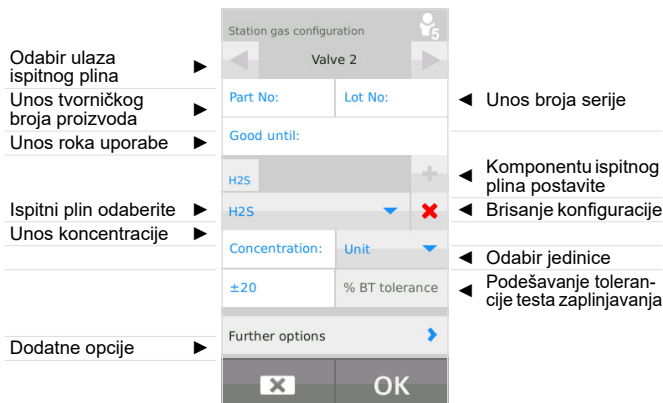 Station gas configuration
5
Odabir ulaza
ispitnog plina
Valve 2
Unos tvorničkog
broja proizvoda
Part No:
Lot No:
Unos broja serije
Unos roka uporabe
Good until:
H2S
Komponentu ispitnog
plina postavite
Ispitni plin odaberite
H2S
Brisanje konfiguracije
Unos koncentracije
Concentration:
Unit
Odabir jedinice
±20
% BT tolerance
Podešavanje toleran-
cije testa zaplinjavanja
Dodatne opcije
Further options
OK